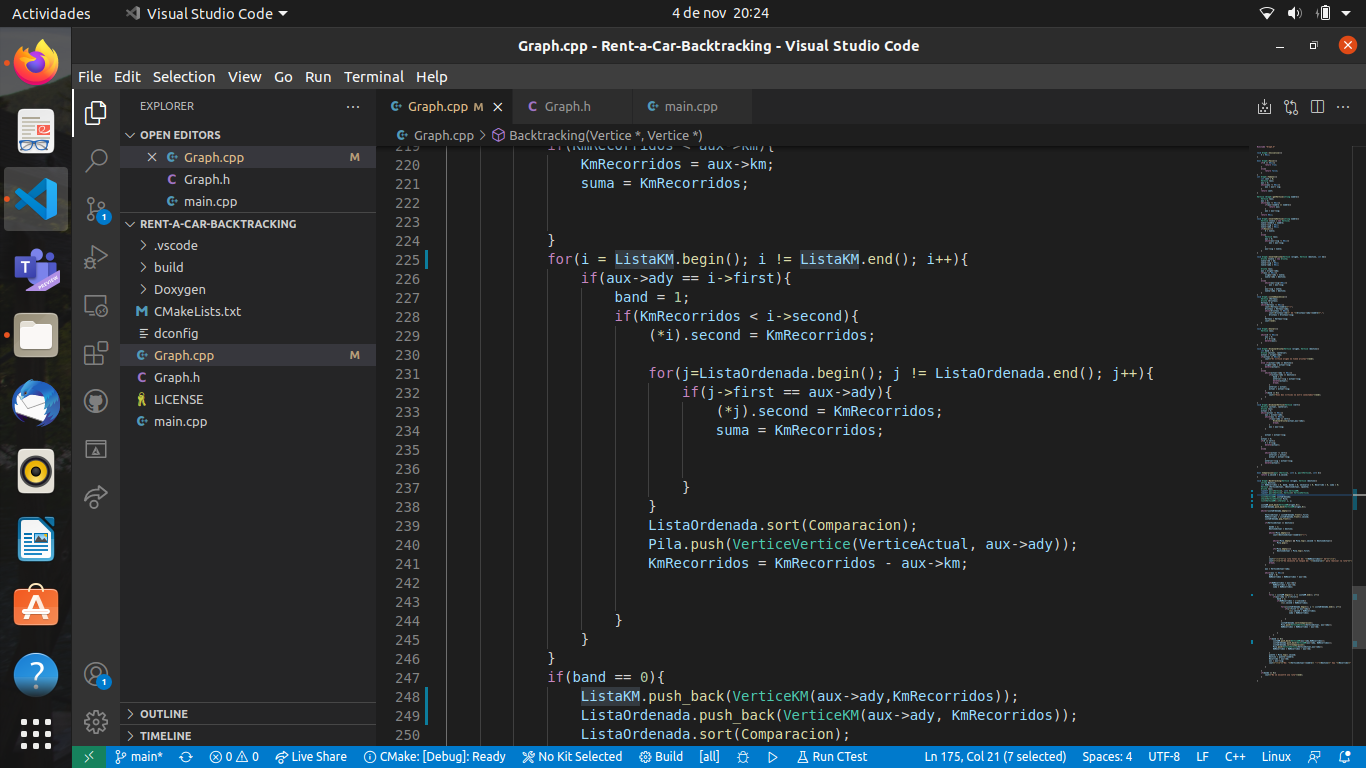 Actividades
Visual Studio Code
4 de nov 20:24
Graph.cpp - Rent-a-Car-Backtracking - Visual Studio Code
File Edit Selection View Go Run Terminal Help
EXPLORER
OPEN EDITORS
Graph.cpp M
Graph.h
main.cpp
RENT-A-CAR-BACKTRACKING
.vscode
build
Doxygen
CMakeLists.txt
dconfig
Graph.cpp M
Graph.h
LICENSE
main.cpp
OUTLINE
TIMELINE
1
1
PREVIEW
Graph.cpp M
Graph.h
main.cpp
Graph.cpp > Backtracking(Vertice *, Vertice *)
219 if(KmRecorridos < aux->km){
220 KmRecorridos = aux->km;
221 suma = KmRecorridos;
222
223
224 }
225 for(i = ListaKM.begin(); i != ListaKM.end(); i++){
226 if(aux->ady == i->first){
227 band = 1;
228 if(KmRecorridos < i->second){
229 (*i).second = KmRecorridos;
230
231 for(j=ListaOrdenada.begin(); j != ListaOrdenada.end(); j++){
232 if(j->first == aux->ady){
233 (*j).second = KmRecorridos;
234 suma = KmRecorridos;
235
236
237 }
238 }
239 ListaOrdenada.sort(Comparacion);
240 Pila.push(VerticeVertice(VerticeActual, aux->ady));
241 KmRecorridos = KmRecorridos - aux->km;
242
243
244 }
245 }
246 }
247 if(band == 0){
248 ListaKM.push_back(VerticeKM(aux->ady,KmRecorridos));
249 ListaOrdenada.push_back(VerticeKM(aux->ady, KmRecorridos));
250 ListaOrdenada.sort(Comparacion);
main*
0 0
Live Share
CMake: [Debug]: Ready
No Kit Selected
Build
[all]
Run CTest
Ln 175, Col 21 (7 selected)
Spaces: 4
UTF-8
LF
C++
Linux